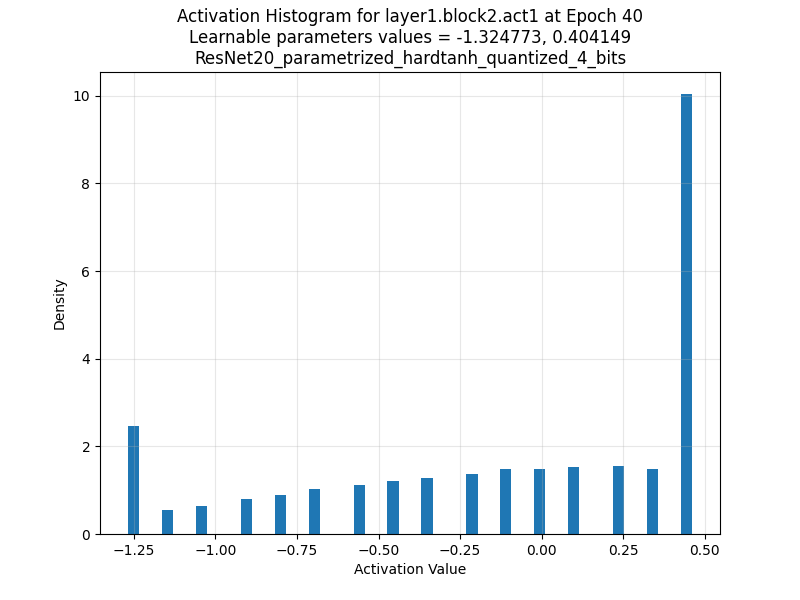 Activation Histogram for layer1.block2.act1 at Epoch 40
Learnable parameters values = -1.324773, 0.404149
ResNet20_parametrized_hardtanh_quantized_4_bits
10
8
6
4
2
0
Density
−1.25 −1.00 −0.75 −0.50 −0.25 0.00 0.25 0.50
Activation Value